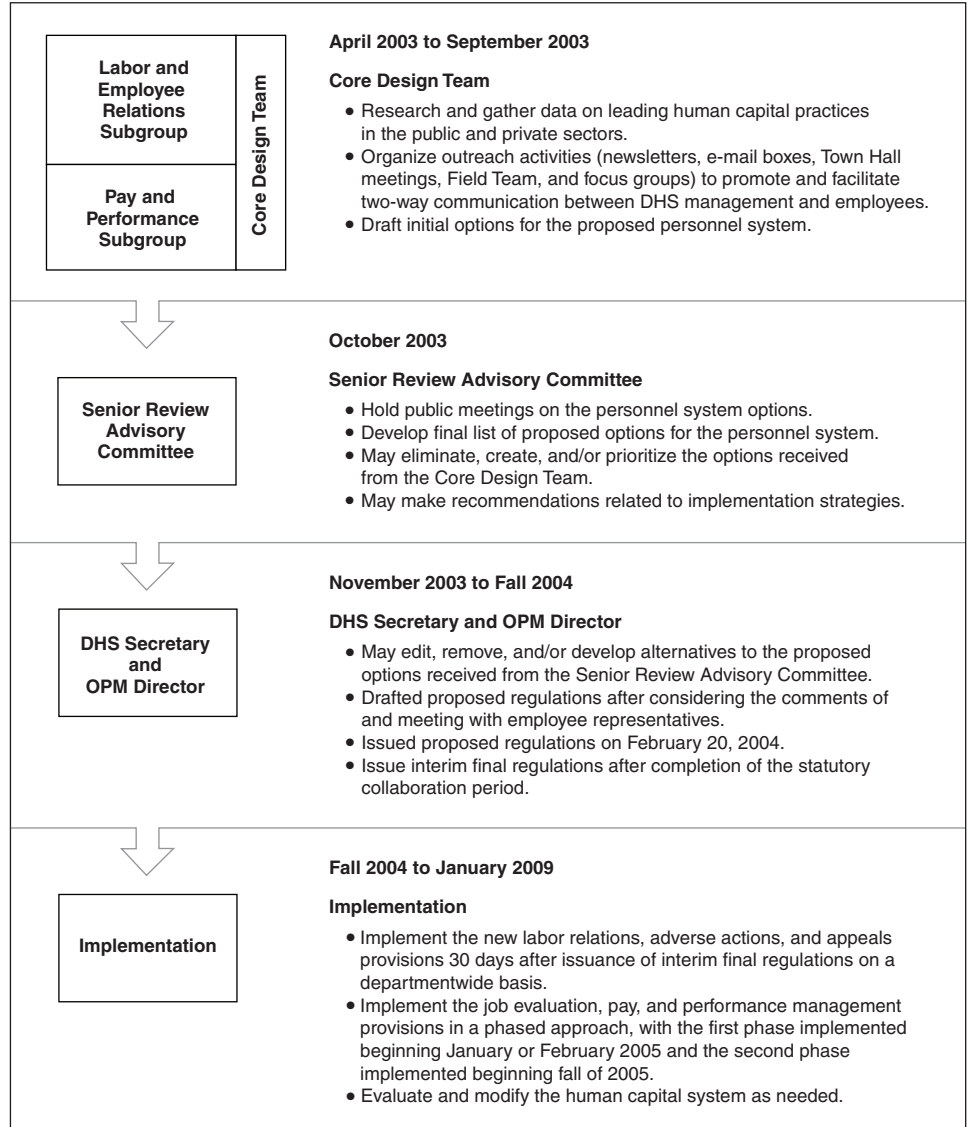 Labor and
Employee
Relations
Subgroup
Pay and
Performance
Subgroup
Core Design Team
April 2003 to September 2003
Core Design Team
• Research and gather data on leading human capital practices
in the public and private sectors.
• Organize outreach activities (newsletters, e-mail boxes, Town Hall
meetings, Field Team, and focus groups) to promote and facilitate
two-way communication between DHS management and employees.
• Draft initial options for the proposed personnel system.
Senior Review
Advisory
Committee
October 2003
Senior Review Advisory Committee
• Hold public meetings on the personnel system options.
• Develop final list of proposed options for the personnel system.
• May eliminate, create, and/or prioritize the options received
from the Core Design Team.
• May make recommendations related to implementation strategies.
DHS Secretary
and
OPM Director
November 2003 to Fall 2004
DHS Secretary and OPM Director
• May edit, remove, and/or develop alternatives to the proposed
options received from the Senior Review Advisory Committee.
• Drafted proposed regulations after considering the comments of
and meeting with employee representatives.
• Issued proposed regulations on February 20, 2004.
• Issue interim final regulations after completion of the statutory
collaboration period.
Implementation
Fall 2004 to January 2009
Implementation
• Implement the new labor relations, adverse actions, and appeals
provisions 30 days after issuance of interim final regulations on a
departmentwide basis.
• Implement the job evaluation, pay, and performance management
provisions in a phased approach, with the first phase implemented
beginning January or February 2005 and the second phase
implemented beginning fall of 2005.
• Evaluate and modify the human capital system as needed.